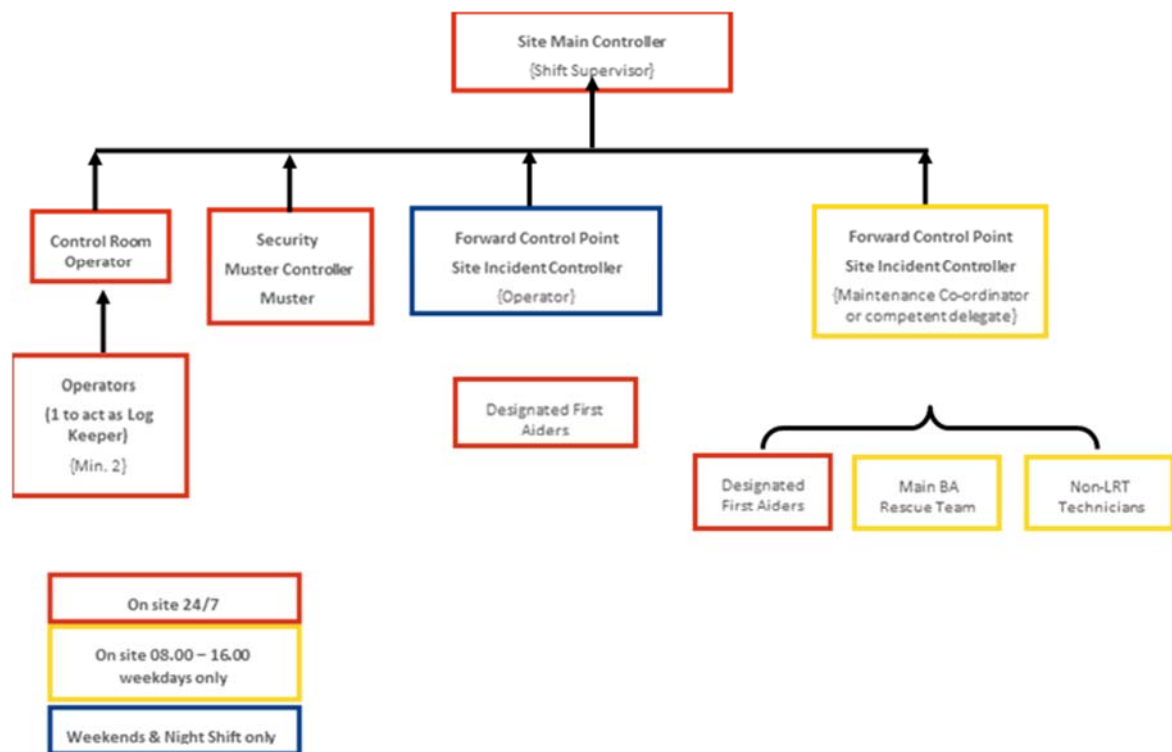 Site Main Controller
{Shift Supervisor}
Control Room
Operator
Security
Muster Controller
Muster
Forward Control Point
Site Incident Controller
{Operator}
Forward Control Point
Site Incident Controller
{Maintenance Co-ordinator
or competent delegate}
Operators
{1 to act as Log
Keeper}
{Min. 2}
Designated First
Aiders
Designated
First Aiders
Main BA
Rescue Team
Non-LRT
Technicians
On site 24/7
On site 08.00 – 16.00
weekdays only
Weekends & Night Shift only